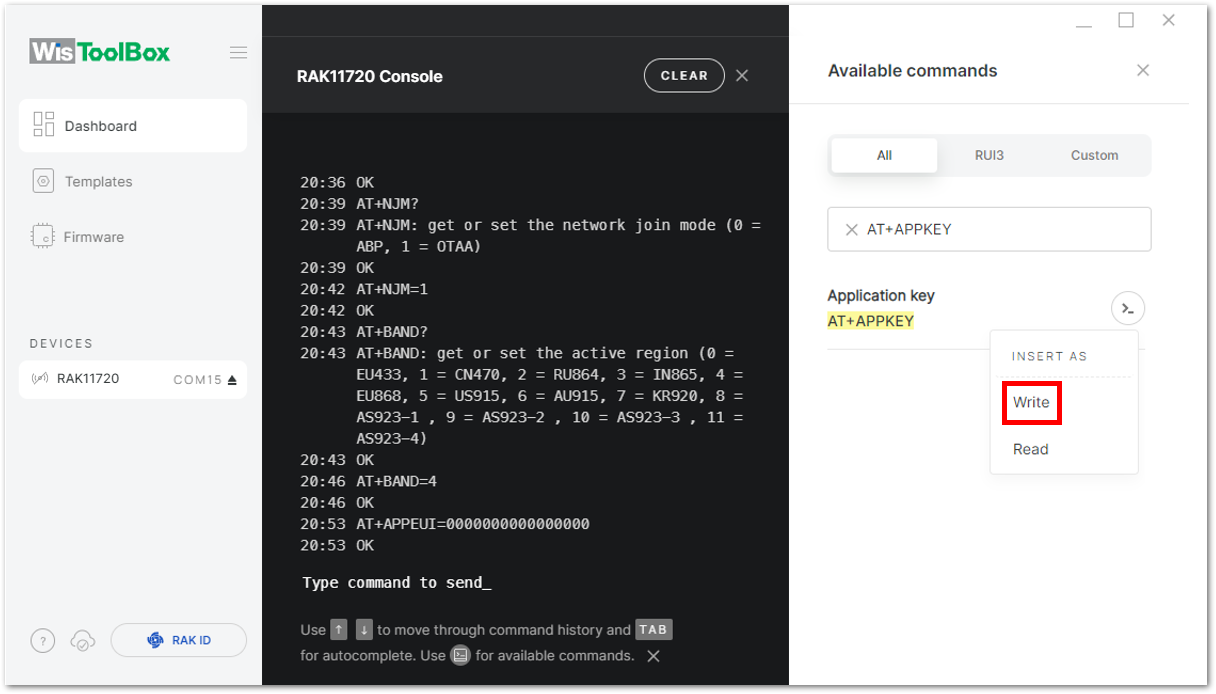 WisToolBox
Dashboard
Templates
Firmware
DEVICES
RAK11720 COM15
?
RAK ID
RAK11720 Console
CLEAR
20:36 OK
20:39 AT+NJM?
20:39 AT+NJM: get or set the network join mode (0 =
ABP, 1 = OTAA)
20:39 OK
20:42 AT+NJM=1
20:42 OK
20:43 AT+BAND?
20:43 AT+BAND: get or set the active region (0 =
EU433, 1 = CN470, 2 = RU864, 3 = IN865, 4 =
EU868, 5 = US915, 6 = AU915, 7 = KR920, 8 =
AS923-1 , 9 = AS923-2 , 10 = AS923-3 , 11 =
AS923-4)
20:43 OK
20:46 AT+BAND=4
20:46 OK
20:53 AT+APPEUI=0000000000000000
20:53 OK
Type command to send_
Use ↑ ↓ to move through command history and TAB
for autocomplete. Use for available commands.
Available commands
All RUI3 Custom
AT+APPKEY
Application key
AT+APPKEY
INSERT AS
Write
Read